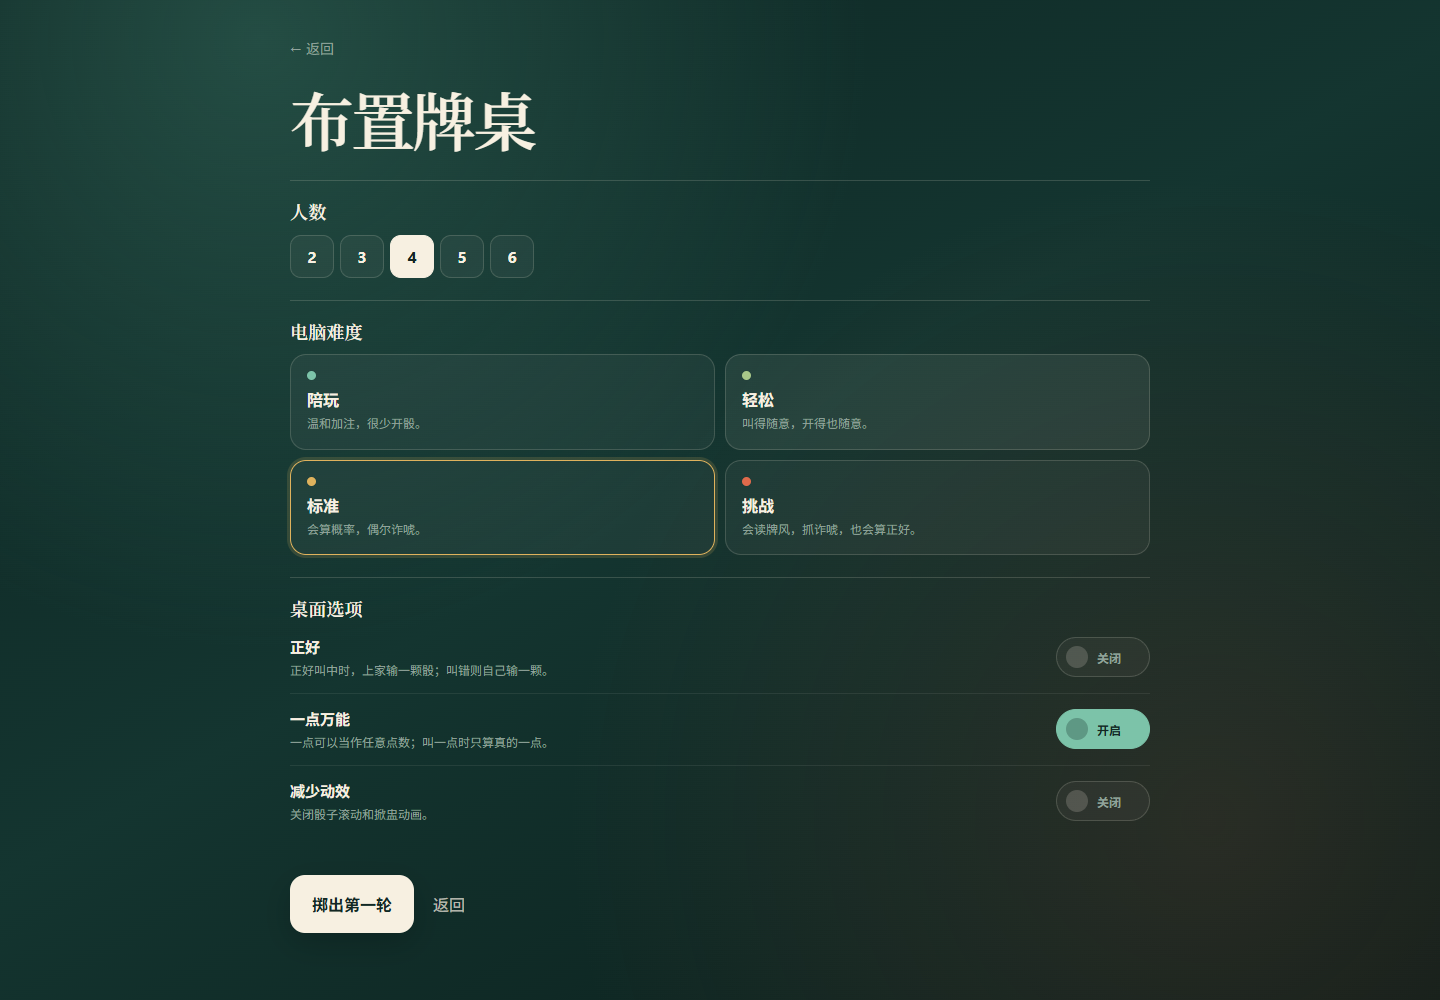 ← 返回
布置牌桌
人数
2 3 4 5 6
电脑难度
陪玩
温和加注，很少开骰。
轻松
叫得随意，开得也随意。
标准
会算概率，偶尔诈唬。
挑战
会读牌风，抓诈唬，也会算正好。
桌面选项
正好
正好叫中时，上家输一颗骰；叫错则自己输一颗。
关闭
一点万能
一点可以当作任意点数；叫一点时只算真的一点。
开启
减少动效
关闭骰子滚动和掀盅动画。
关闭
掷出第一轮
返回